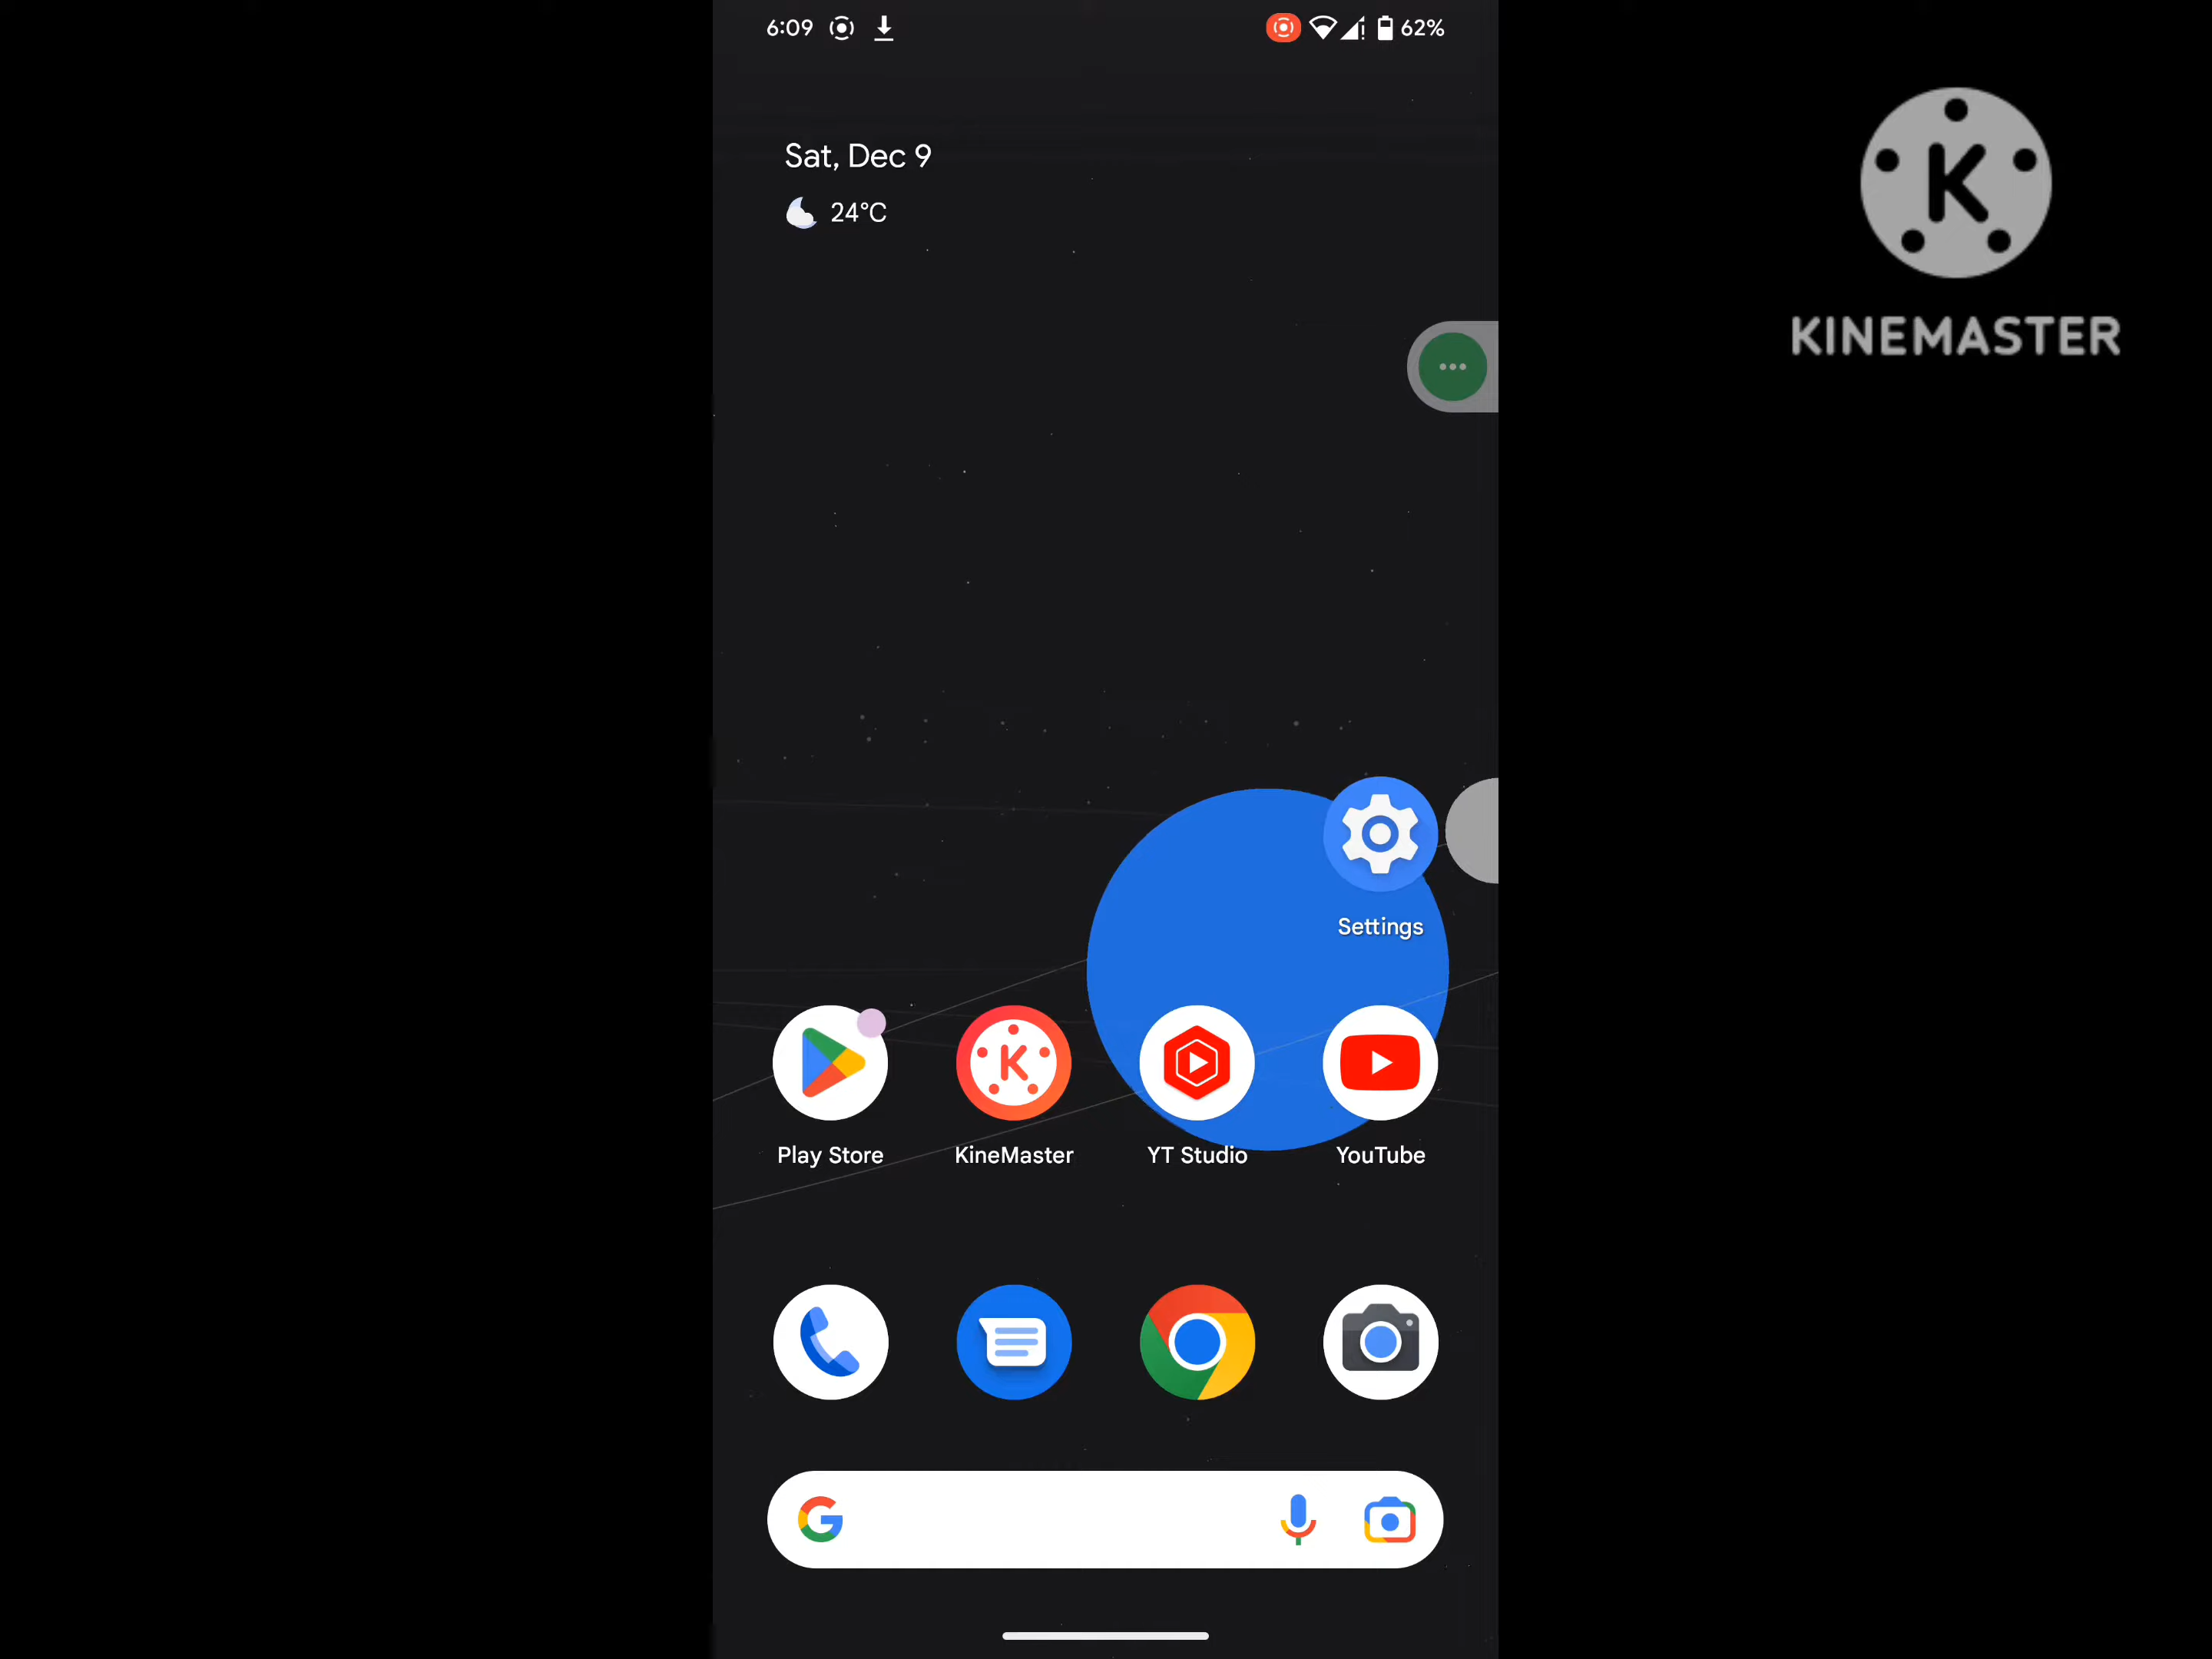 6:09
62%
Sat, Dec 9
24°C
KINEMASTER
Settings
Play Store
KineMaster
YT Studio
YouTube